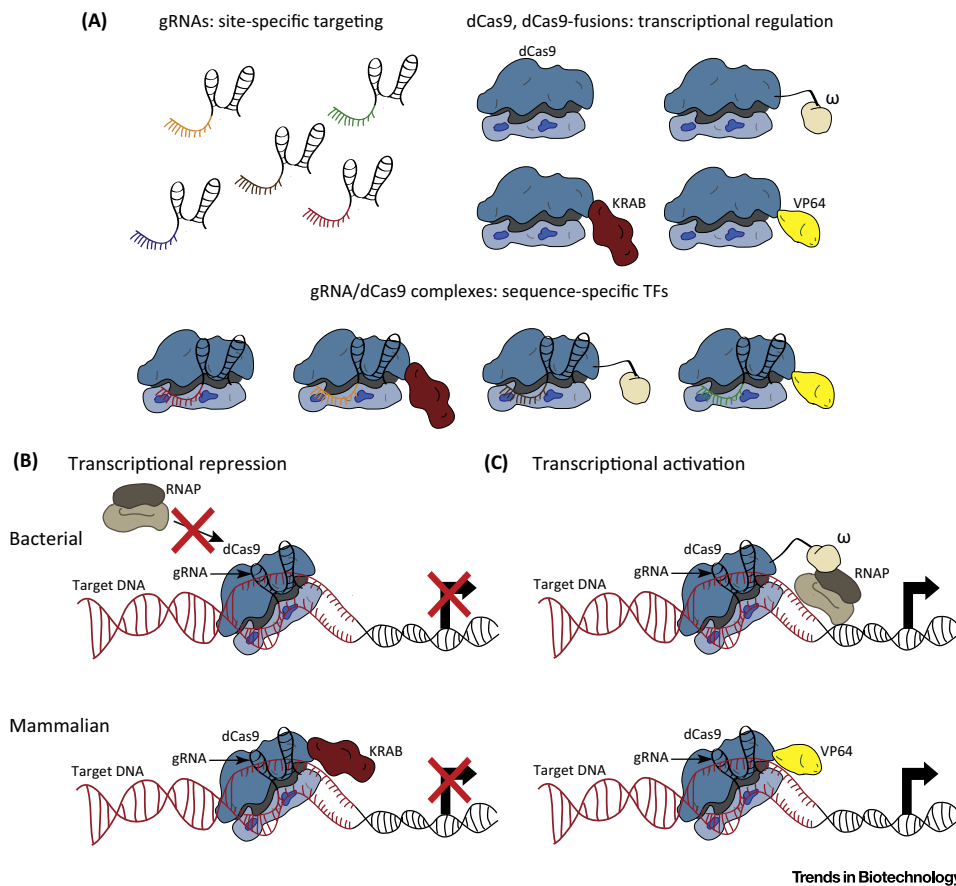 (A)
gRNAs: site-specific targeting
dCas9, dCas9-fusions: transcriptional regulation
dCas9
ω
KRAB
VP64
gRNA/dCas9 complexes: sequence-specific TFs
(B) Transcriptional repression
(C) Transcriptional activation
RNAP
Bacterial
dCas9
gRNA
Target DNA
ω
dCas9
gRNA
RNAP
Target DNA
Mammalian
dCas9
gRNA
KRAB
Target DNA
dCas9
gRNA
VP64
Target DNA
Trends in Biotechnology